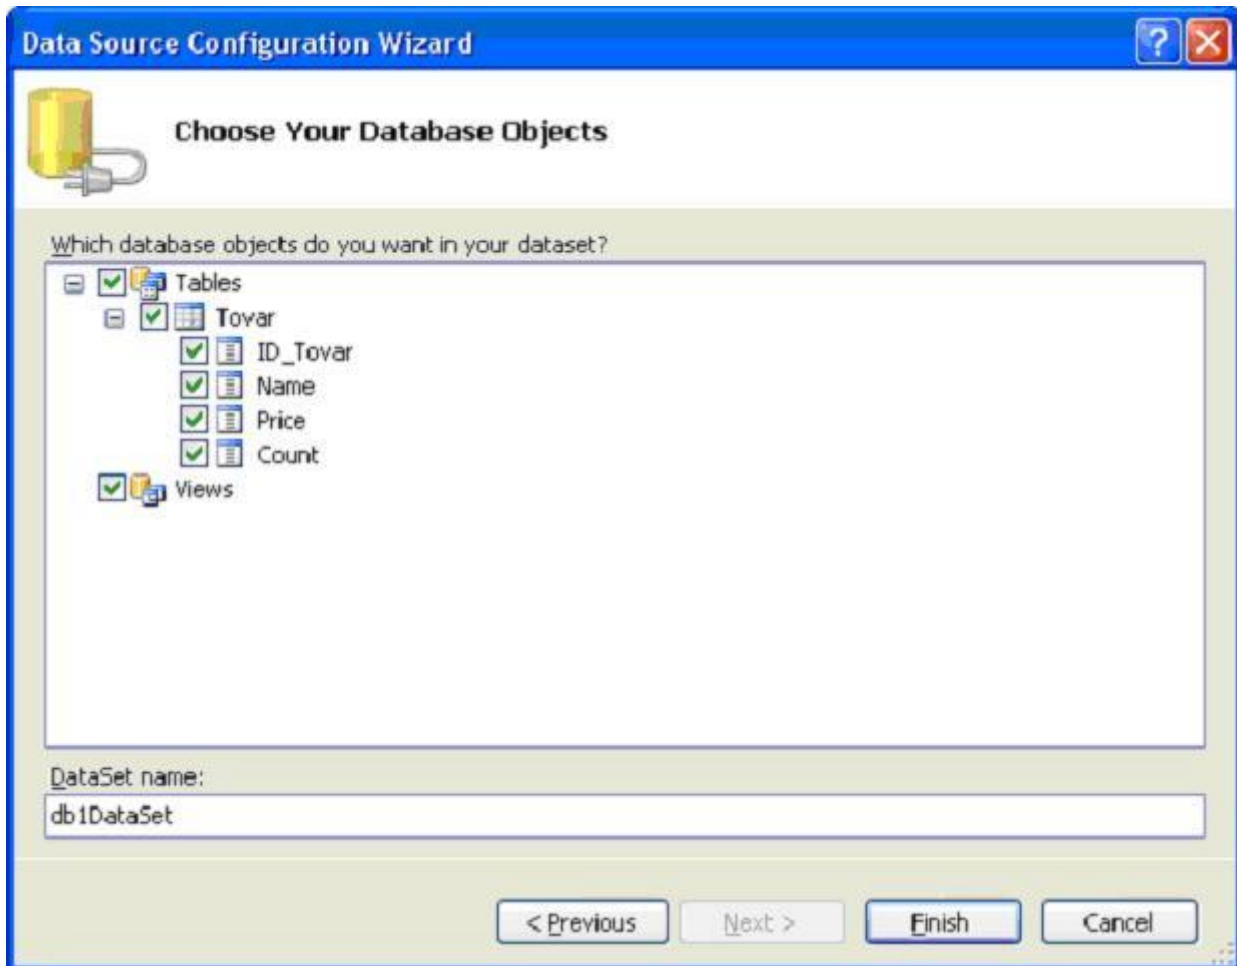 Data Source Configuration Wizard
?
Choose Your Database Objects
Which database objects do you want in your dataset?
Tables
Tovar
ID_Tovar
Name
Price
Count
Views
DataSet name:
db1DataSet
< Previous
Next >
Finish
Cancel